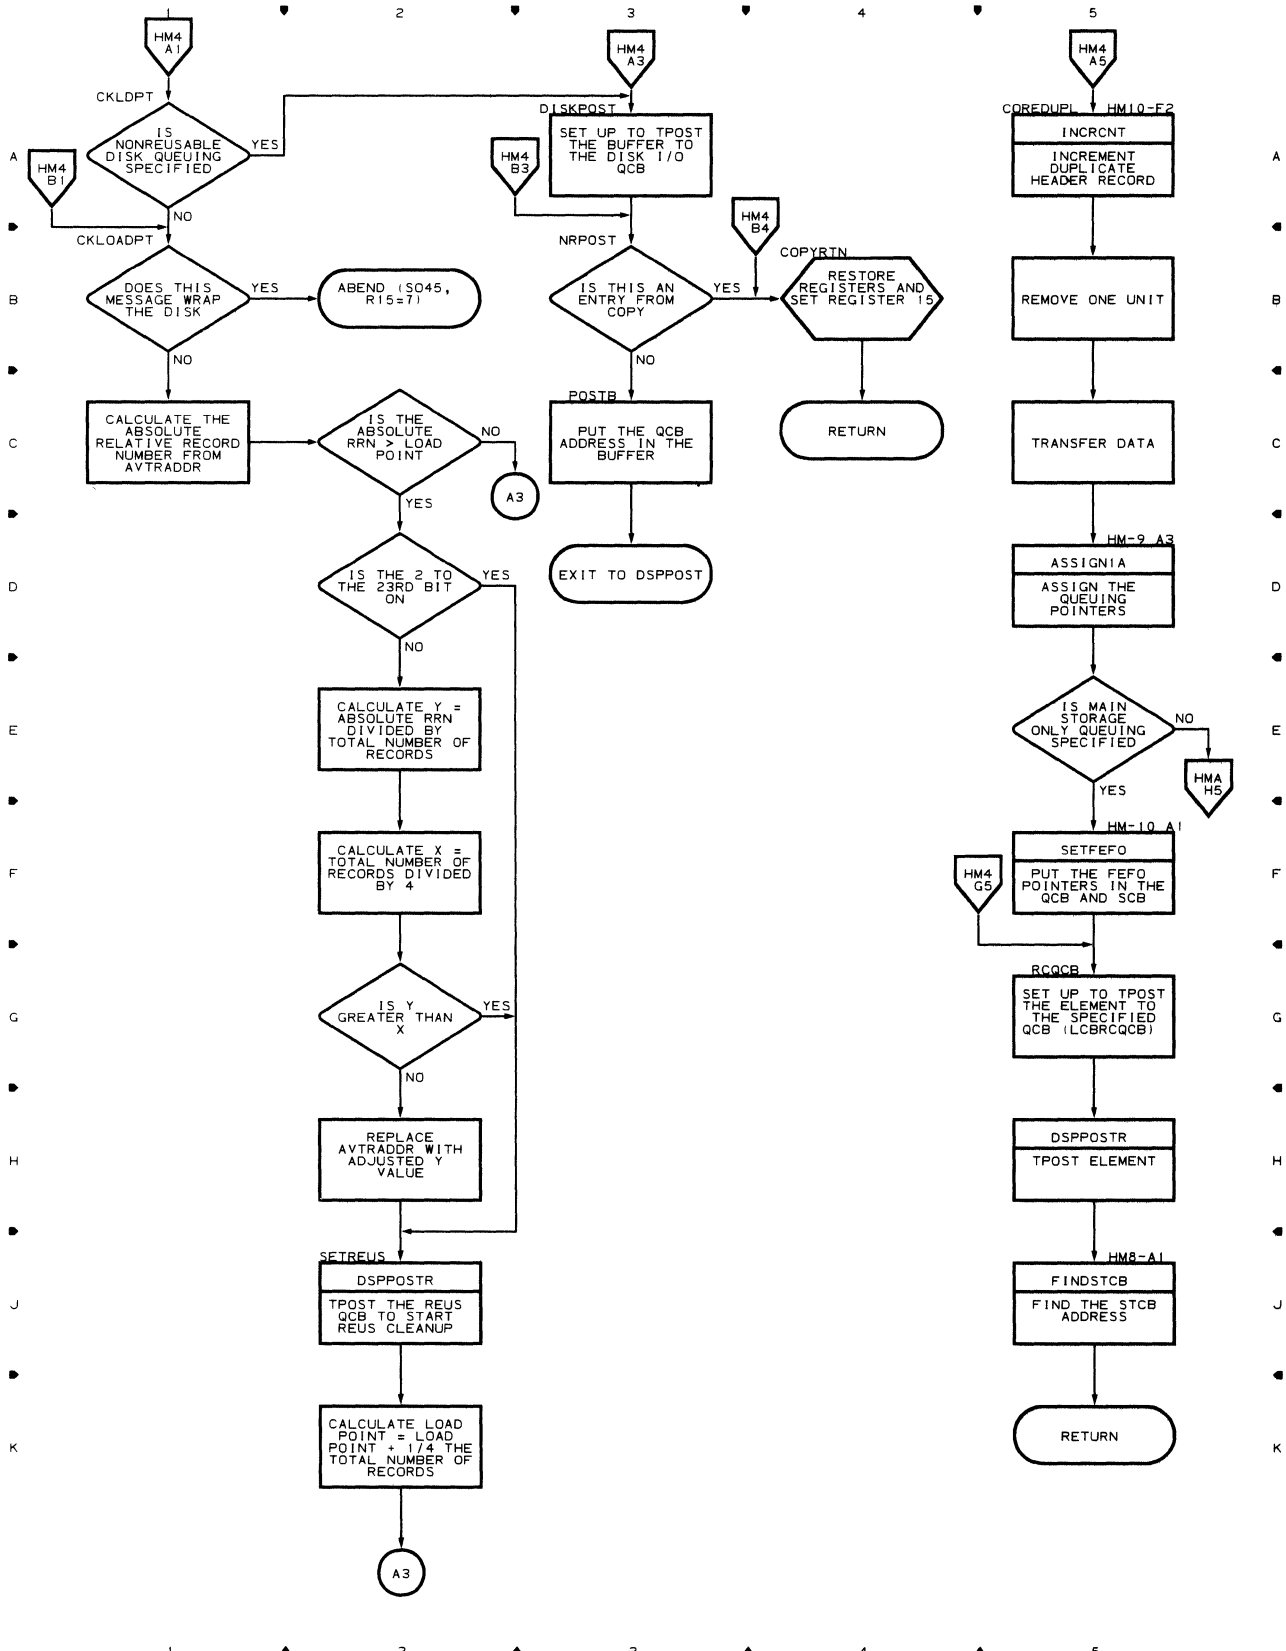 1 2 3 4 5
HM4
A1
CKLDPT
IS
NONREUSABLE
DISK QUEUING
SPECIFIED
YES
NO
A
HM4
B1
CKLOADPT
DOES THIS
MESSAGE WRAP
THE DISK
YES
NO
B
ABEND (S045,
R15=7)
CALCULATE THE
ABSOLUTE
RELATIVE RECORD
NUMBER FROM
AVTRADDR
C
IS THE
ABSOLUTE
RRN > LOAD
POINT
NO
A3
YES
IS THE 2 TO
THE 23RD BIT
ON
YES
NO
D
CALCULATE Y =
ABSOLUTE RRN
DIVIDED BY
TOTAL NUMBER OF
RECORDS
E
CALCULATE X =
TOTAL NUMBER OF
RECORDS DIVIDED
BY 4
F
IS Y
GREATER THAN
X
YES
NO
G
REPLACE
AVTRADDR WITH
ADJUSTED Y
VALUE
H
SETREUS
DSPPOSTR
TPOST THE REUS
QCB TO START
REUS CLEANUP
J
CALCULATE LOAD
POINT = LOAD
POINT + 1/4 THE
TOTAL NUMBER OF
RECORDS
K
A3
HM4
A3
DISKPOST
SET UP TO TPOST
THE BUFFER TO
THE DISK I/O
QCB
HM4
B3
NRPOST
IS THIS AN
ENTRY FROM
COPY
YES
NO
HM4
B4
COPYRTN
RESTORE
REGISTERS AND
SET REGISTER 15
RETURN
POSTB
PUT THE QCB
ADDRESS IN THE
BUFFER
EXIT TO DSPPOST
HM4
A5
COREDUPL HM10-F2
INCRCNT
INCREMENT
DUPLICATE
HEADER RECORD
A
REMOVE ONE UNIT
B
TRANSFER DATA
C
HM-9 A3
ASSIGN1A
ASSIGN THE
QUEUING
POINTERS
D
IS MAIN
STORAGE
ONLY QUEUING
SPECIFIED
NO
YES
E
HMA
H5
HM-10 A1
SETFEFO
PUT THE FEFO
POINTERS IN THE
QCB AND SCB
F
HM4
G5
RCQCB
SET UP TO TPOST
THE ELEMENT TO
THE SPECIFIED
QCB (LCBRCQCB)
G
DSPPOSTR
TPOST ELEMENT
H
HM8-A1
FINDSTCB
FIND THE STCB
ADDRESS
J
RETURN
K
1 2 3 4 5